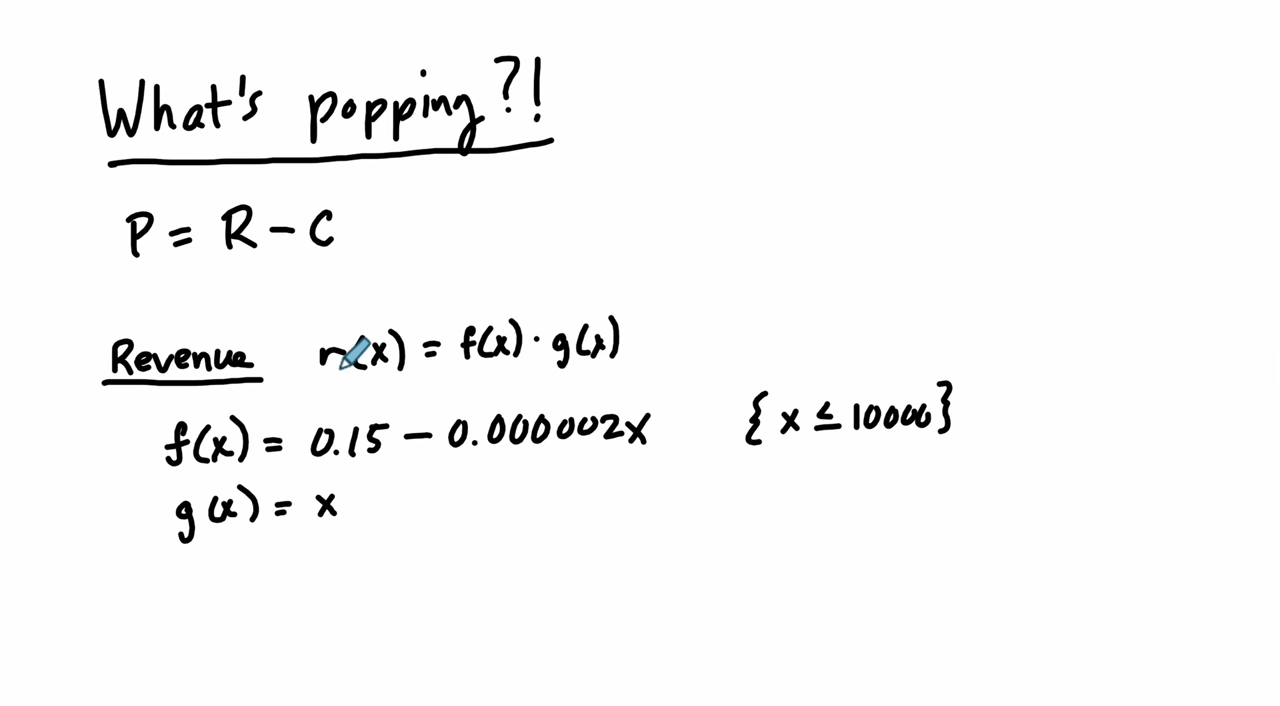 What's popping?!
P = R - C
Revenue r(x) = f(x) · g(x)
f(x) = 0.15 - 0.000002x { x ≤ 10000 }
g(x) = x